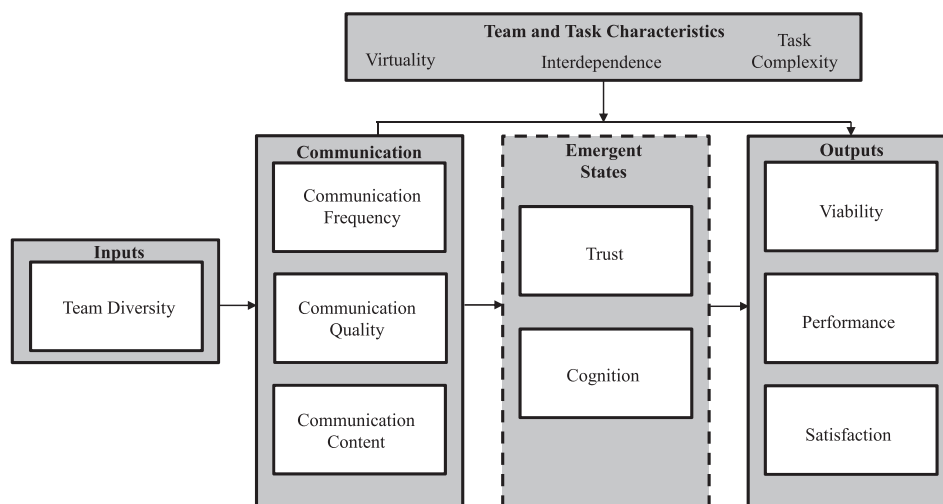 Team and Task Characteristics
Virtuality
Interdependence
Task
Complexity
Inputs
Team Diversity
Communication
Communication
Frequency
Communication
Quality
Communication
Content
Emergent
States
Trust
Cognition
Outputs
Viability
Performance
Satisfaction